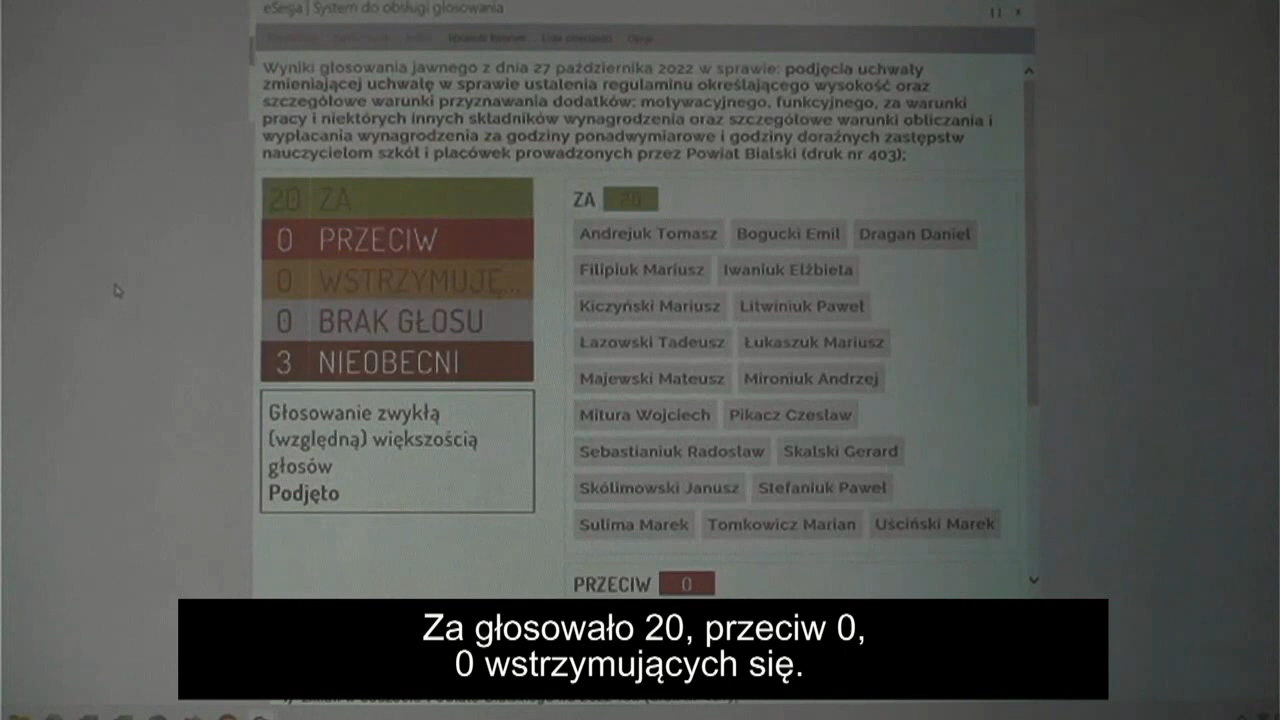 eSesja | System do obsługi głosowania
Wyniki głosowania jawnego z dnia 27 października 2022 w sprawie: podjęcia uchwały
zmieniającej uchwałę w sprawie ustalenia regulaminu określającego wysokość oraz
szczegółowe warunki przyznawania dodatków: motywacyjnego, funkcyjnego, za warunki
pracy i niektórych innych składników wynagrodzenia oraz szczegółowe warunki obliczania i
wypłacania wynagrodzenia za godziny ponadwymiarowe i godziny doraźnych zastępstw
nauczycielom szkół i placówek prowadzonych przez Powiat Bialski (druk nr 403);
20 ZA
0 PRZECIW
0 WSTRZYMUJĘ...
0 BRAK GŁOSU
3 NIEOBECNI
Głosowanie zwykłą
(względną) większością
głosów
Podjęto
ZA 20
Andrejuk Tomasz Bogucki Emil Dragan Daniel
Filipiuk Mariusz Iwaniuk Elżbieta
Kiczyński Mariusz Litwiniuk Paweł
Łazowski Tadeusz Łukaszuk Mariusz
Majewski Mateusz Mironiuk Andrzej
Mitura Wojciech Pikacz Czesław
Sebastianiuk Radosław Skalski Gerard
Skólimowski Janusz Stefaniuk Paweł
Sulima Marek Tomkowicz Marian Uściński Marek
PRZECIW 0
Za głosowało 20, przeciw 0,
0 wstrzymujących się.